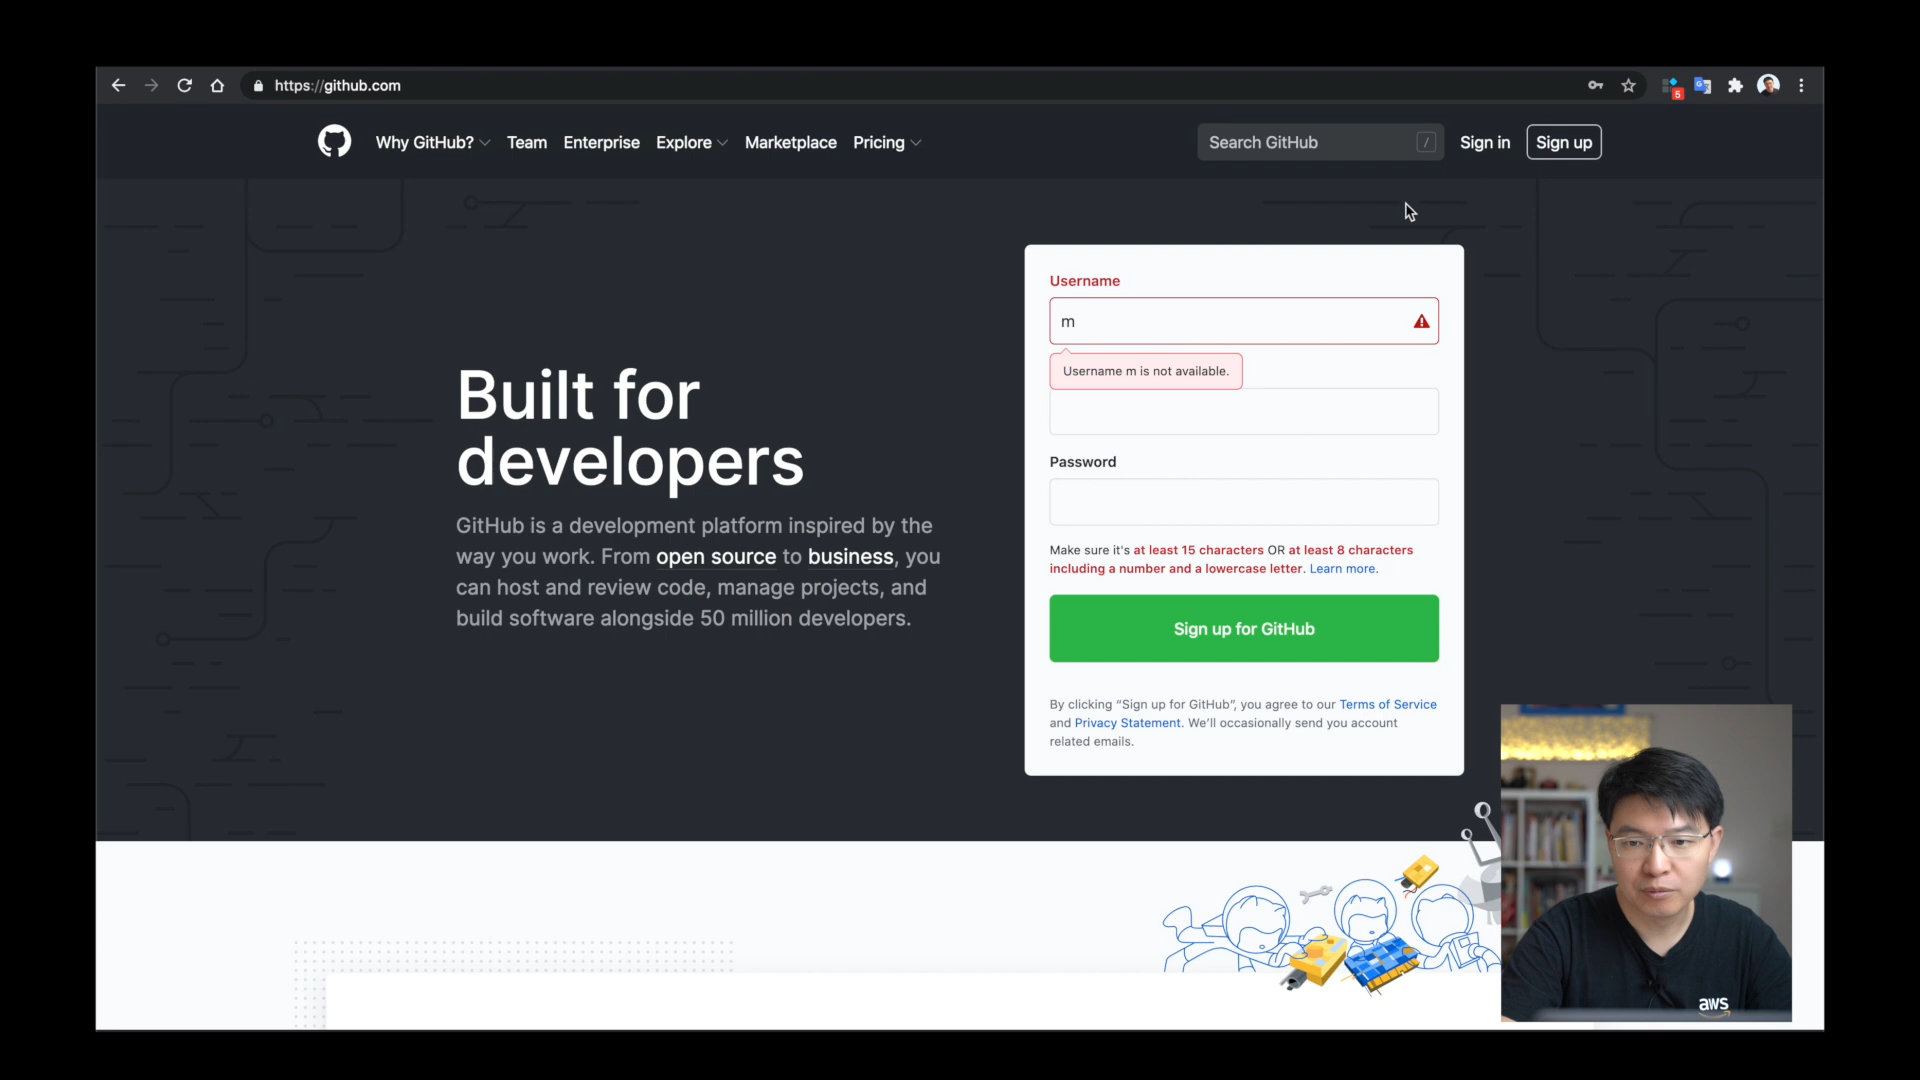 https://github.com
5
Why GitHub? Team Enterprise Explore Marketplace Pricing
Search GitHub /
Sign in
Sign up
Username
m
Username m is not available.
Built for
developers
GitHub is a development platform inspired by the
way you work. From open source to business, you
can host and review code, manage projects, and
build software alongside 50 million developers.
Password
Make sure it's at least 15 characters OR at least 8 characters
including a number and a lowercase letter. Learn more.
Sign up for GitHub
By clicking “Sign up for GitHub”, you agree to our Terms of Service
and Privacy Statement. We’ll occasionally send you account
related emails.
aws